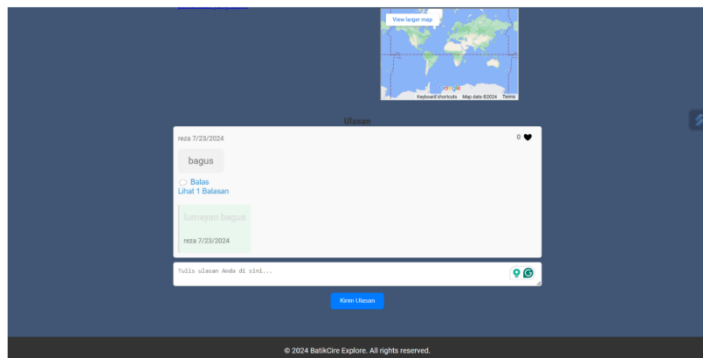 View larger map
Google
Keyboard shortcuts Map data ©2024 Terms
Ulasan
reza 7/23/2024
0
bagus
Balas
Lihat 1 Balasan
lumayan bagus
reza 7/23/2024
Tulis ulasan Anda di sini...
Kirim Ulasan
© 2024 BatikCire Explore. All rights reserved.